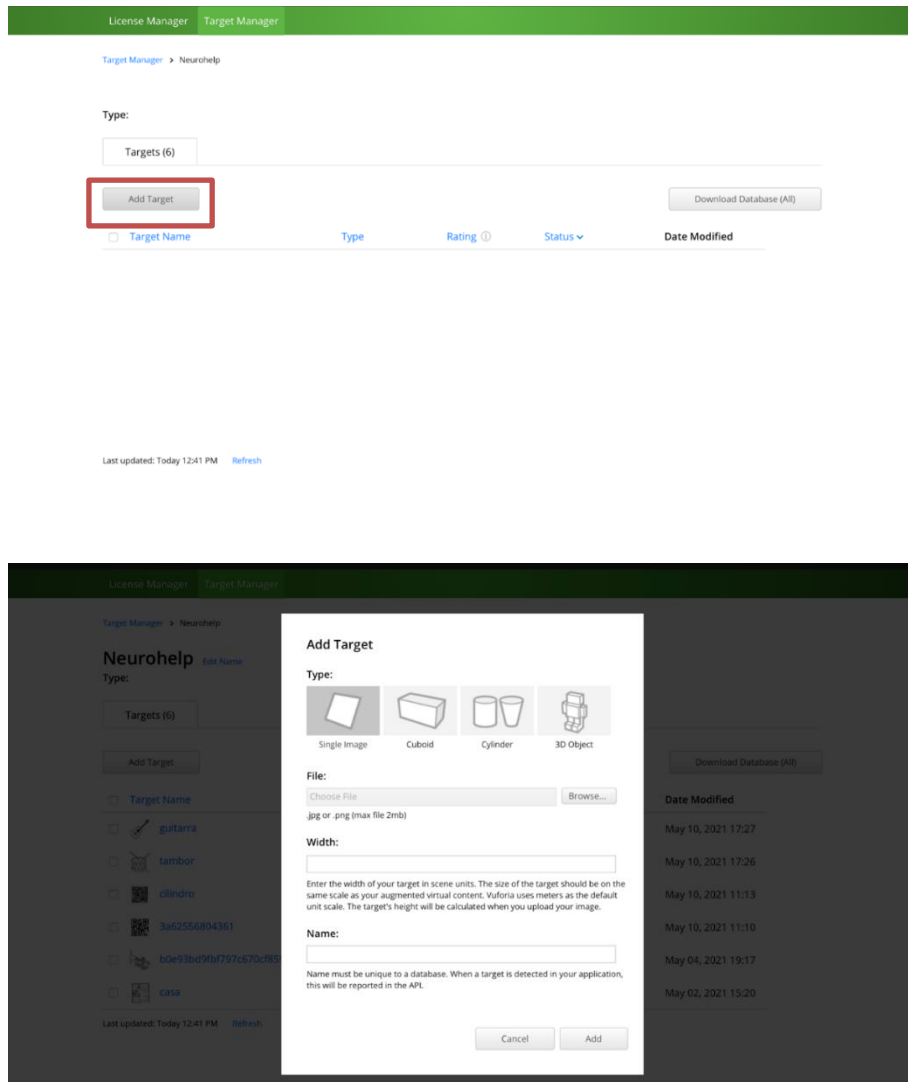 License Manager Target Manager
Target Manager > Neurohelp
Type:
Targets (6)
Add Target Download Database (All)
Target Name Type Rating Status Date Modified
Last updated: Today 12:41 PM Refresh
License Manager Target Manager
Target Manager > Neurohelp
Neurohelp Edit Name
Type:
Targets (6)
Add Target Download Database (All)
Target Name Date Modified
guitarra May 10, 2021 17:27
tambor May 10, 2021 17:26
cilindro May 10, 2021 11:13
3a62556804361 May 10, 2021 11:10
May 04, 2021 19:17
casa May 02, 2021 15:20
Last updated: Today 12:41 PM Refresh
Add Target
Type:
Single Image Cuboid Cylinder 3D Object
File:
Choose File Browse...
.jpg or .png (max file 2mb)
Width:
Enter the width of your target in scene units. The size of the target should be on the
same scale as your augmented virtual content. Vuforia uses meters as the default
unit scale. The target's height will be calculated when you upload your image.
Name:
Name must be unique to a database. When a target is detected in your application,
this will be reported in the API.
Cancel Add